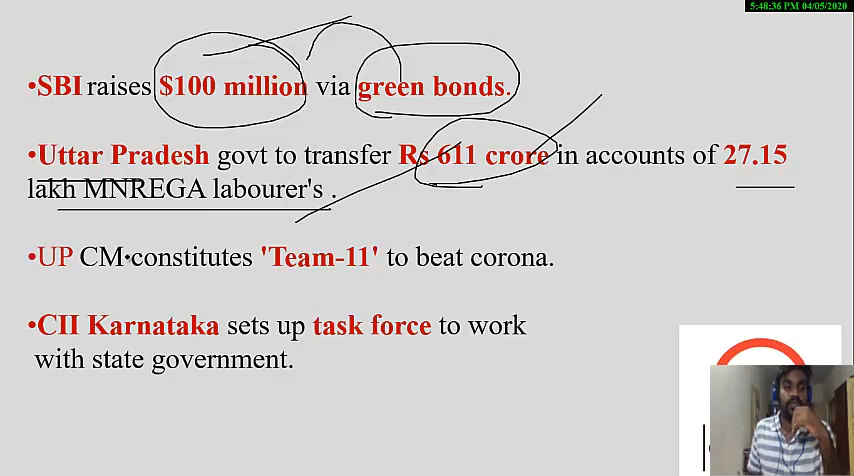 5:48:36 PM 04/05/2020
•SBI raises $100 million via green bonds.
•Uttar Pradesh govt to transfer Rs 611 crore in accounts of 27.15
lakh MNREGA labourer's .
•UP CM•constitutes 'Team-11' to beat corona.
•CII Karnataka sets up task force to work
with state government.